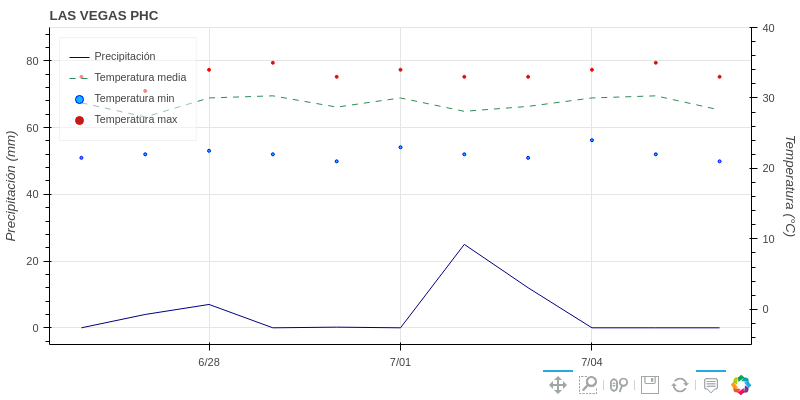 LAS VEGAS PHC
Precipitación
Temperatura media
Temperatura min
Temperatura max
Precipitación (mm)
80
60
40
20
0
Temperatura (°C)
40
30
20
10
0
6/28
7/01
7/04